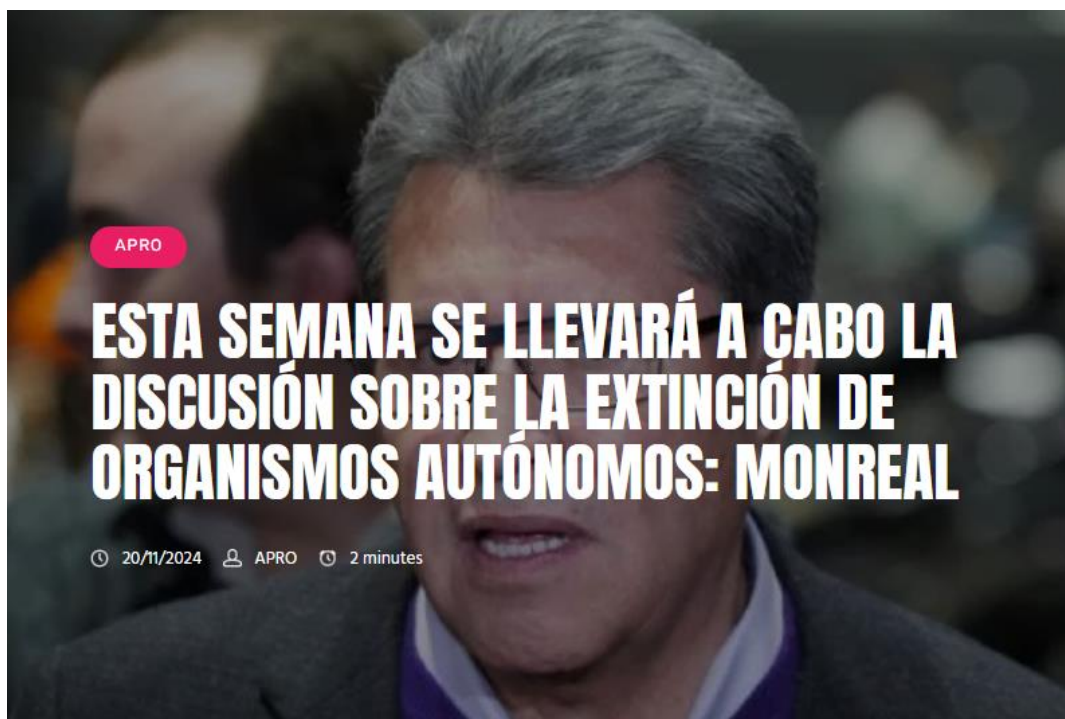 APRO
ESTA SEMANA SE LLEVARÁ A CABO LA
DISCUSIÓN SOBRE LA EXTINCIÓN DE
ORGANISMOS AUTÓNOMOS: MONREAL
20/11/2024 APRO 2 minutes